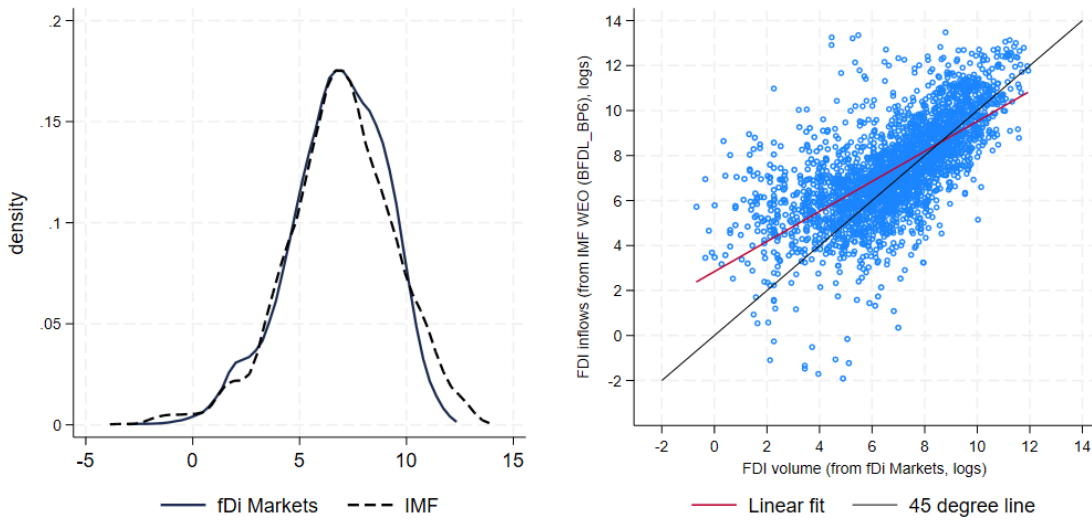 density
.2
.15
.1
.05
0
-5 0 5 10 15
fDi Markets IMF
FDI inflows (from IMF WEO (BFDL_BP6), logs)
14
12
10
8
6
4
2
0
-2
-2 0 2 4 6 8 10 12 14
FDI volume (from fDi Markets, logs)
Linear fit 45 degree line